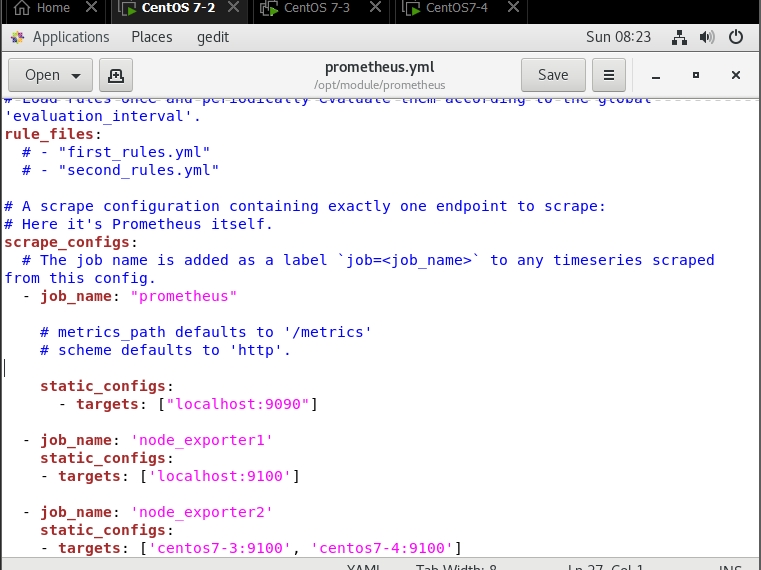 Home
CentOS 7-2
CentOS 7-3
CentOS7-4
Applications Places gedit Sun 08:23
Open
prometheus.yml
/opt/module/prometheus
Save
# Load rules once and periodically evaluate them according to the global
'evaluation_interval'.
rule_files:
  # - "first_rules.yml"
  # - "second_rules.yml"

# A scrape configuration containing exactly one endpoint to scrape:
# Here it's Prometheus itself.
scrape_configs:
  # The job name is added as a label `job=<job_name>` to any timeseries scraped
from this config.
  - job_name: "prometheus"

    # metrics_path defaults to '/metrics'
    # scheme defaults to 'http'.

    static_configs:
      - targets: ["localhost:9090"]

  - job_name: 'node_exporter1'
    static_configs:
    - targets: ['localhost:9100']

  - job_name: 'node_exporter2'
    static_configs:
    - targets: ['centos7-3:9100', 'centos7-4:9100']
YAML Tab Width: 8 Ln 27, Col 1 INS